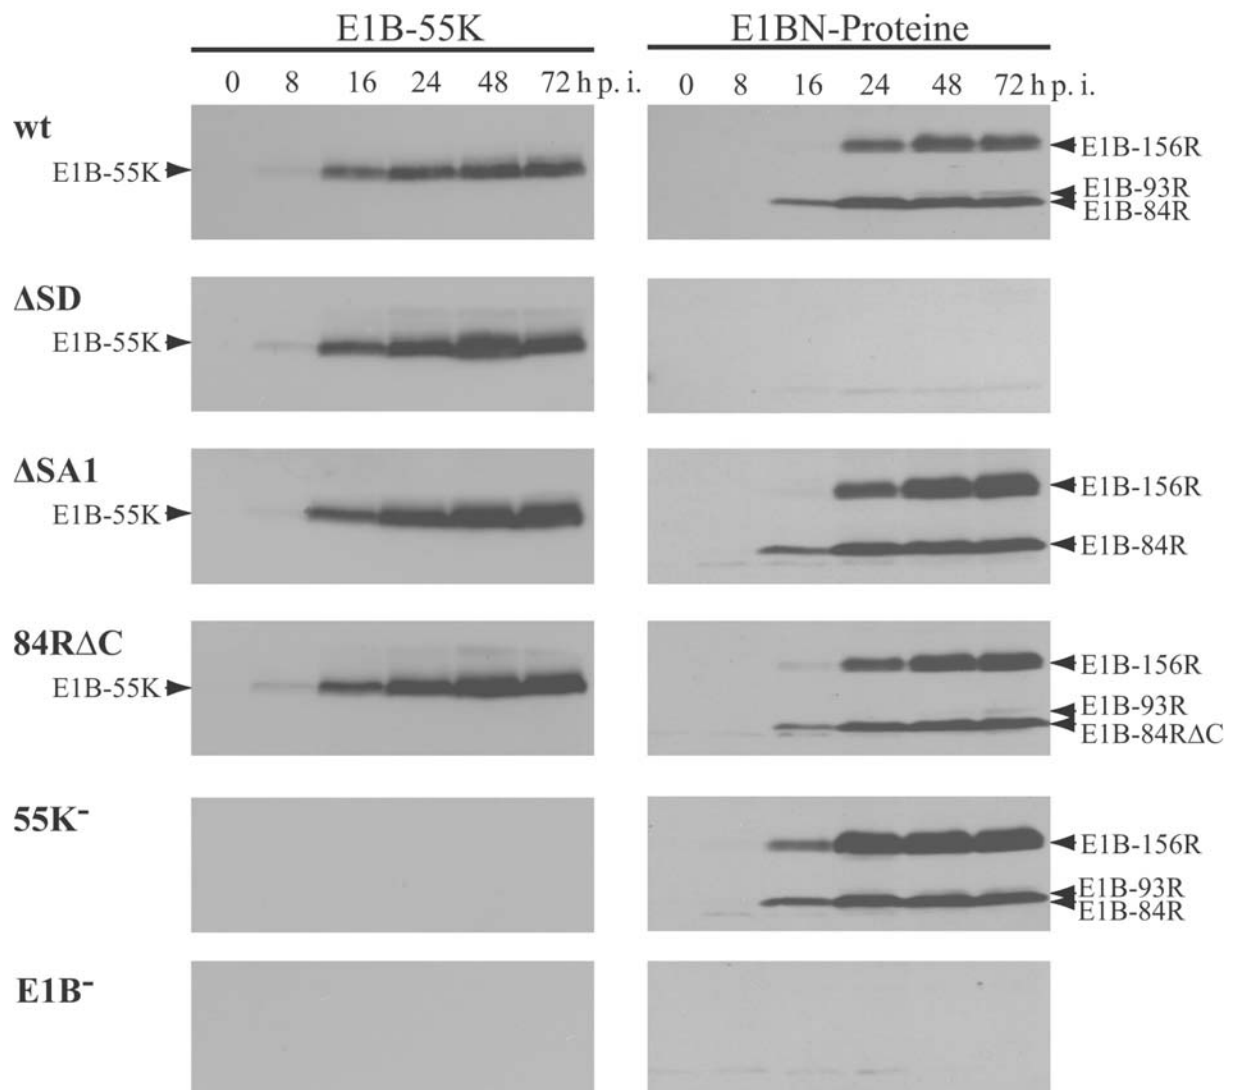 E1B-55K E1BN-Proteine
0 8 16 24 48 72 h p. i. 0 8 16 24 48 72 h p. i.
wt
E1B-55K
E1B-156R
E1B-93R
E1B-84R
ΔSD
E1B-55K
ΔSA1
E1B-55K
E1B-156R
E1B-84R
84RΔC
E1B-55K
E1B-156R
E1B-93R
E1B-84RΔC
55K⁻
E1B-156R
E1B-93R
E1B-84R
E1B⁻